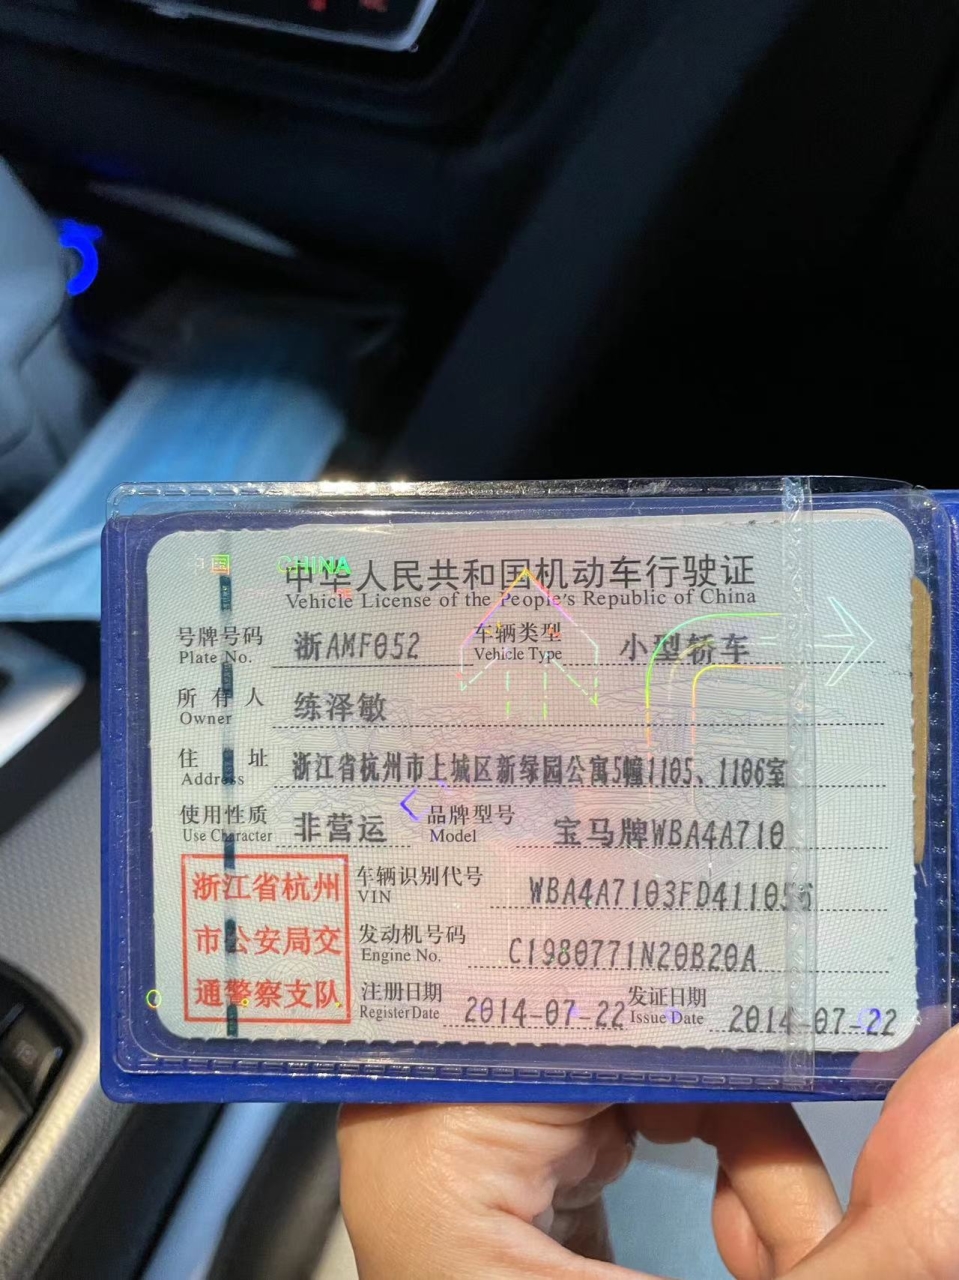 中国 CHINA
中华人民共和国机动车行驶证
Vehicle License of the People's Republic of China
号牌号码 浙AMF052 车辆类型 小型轿车
Plate No. Vehicle Type
所有人 练泽敏
Owner
住址 浙江省杭州市上城区新绿园公寓5幢1105、1106室
Address
使用性质 非营运 品牌型号 宝马牌WBA4A710
Use Character Model
浙江省杭州市公安局交通警察支队
车辆识别代号 WBA4A7103FD411056
VIN
发动机号码 C1980771N20B20A
Engine No.
注册日期 2014-07-22 发证日期 2014-07-22
Register Date Issue Date